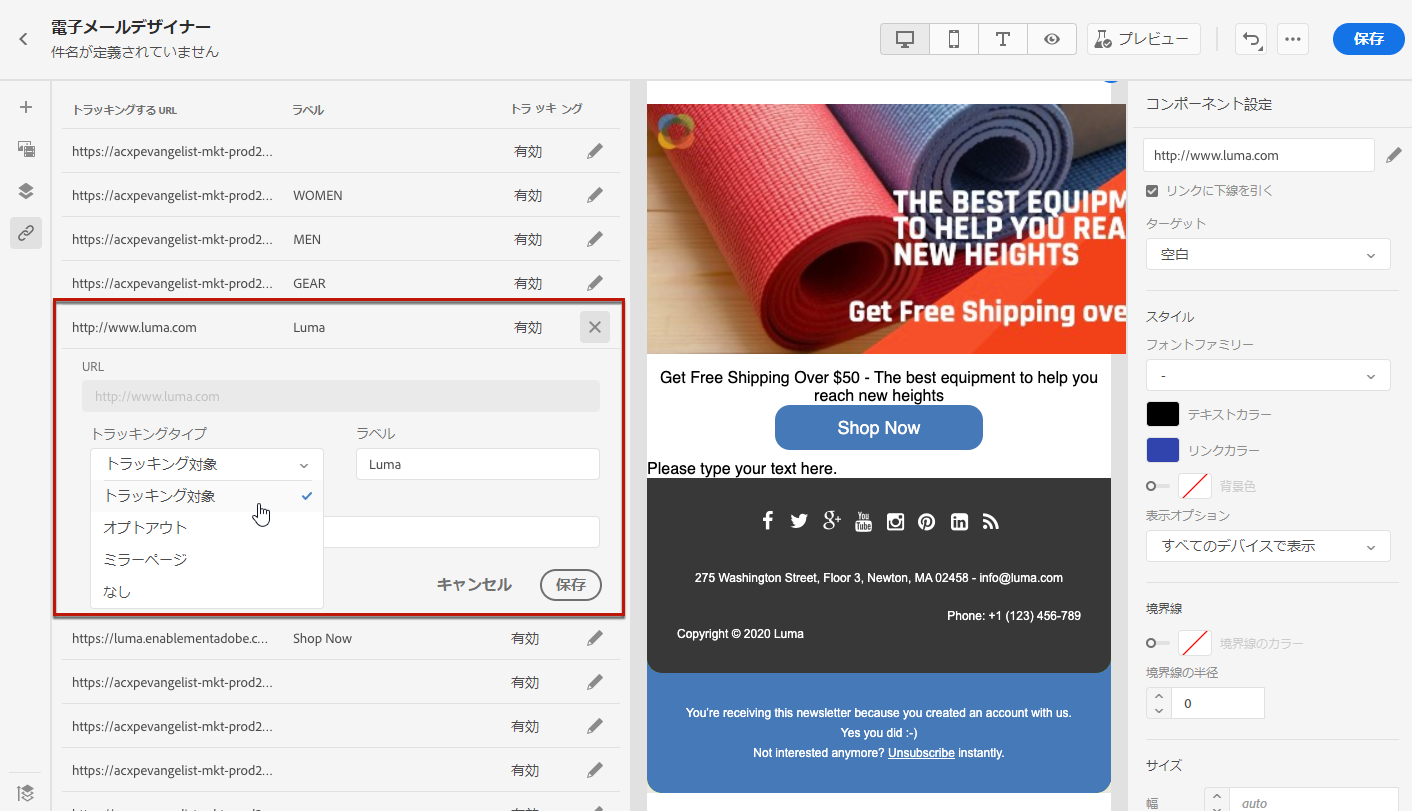 電子メールデザイナー
件名が定義されていません
プレビュー
保存
トラッキングする URL ラベル トラッキング
https://acxpevangelist-mkt-prod2... 有効
https://acxpevangelist-mkt-prod2... WOMEN 有効
https://acxpevangelist-mkt-prod2... MEN 有効
https://acxpevangelist-mkt-prod2... GEAR 有効
http://www.luma.com Luma 有効
URL
http://www.luma.com
トラッキングタイプ ラベル
トラッキング対象 Luma
トラッキング対象
オプトアウト
ミラーページ
なし
キャンセル 保存
https://luma.enablementadobe.c... Shop Now 有効
https://acxpevangelist-mkt-prod2... 有効
https://acxpevangelist-mkt-prod2... 有効
https://acxpevangelist-mkt-prod2... 有効
THE BEST EQUIPM
TO HELP YOU REA
NEW HEIGHTS
Get Free Shipping ove
Get Free Shipping Over $50 - The best equipment to help you
reach new heights
Shop Now
Please type your text here.
You Tube
275 Washington Street, Floor 3, Newton, MA 02458 - info@luma.com
Phone: +1 (123) 456-789
Copyright © 2020 Luma
You're receiving this newsletter because you created an account with us.
Yes you did :-)
Not interested anymore? Unsubscribe instantly.
コンポーネント設定
http://www.luma.com
リンクに下線を引く
ターゲット
空白
スタイル
フォントファミリー
-
テキストカラー
リンクカラー
背景色
表示オプション
すべてのデバイスで表示
境界線
境界線のカラー
境界線の半径
0
サイズ
幅 auto